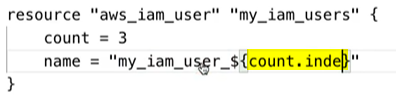 resource "aws_iam_user" "my_iam_users" {
    count = 3
    name = "my_iam_user_${count.inde}"
}